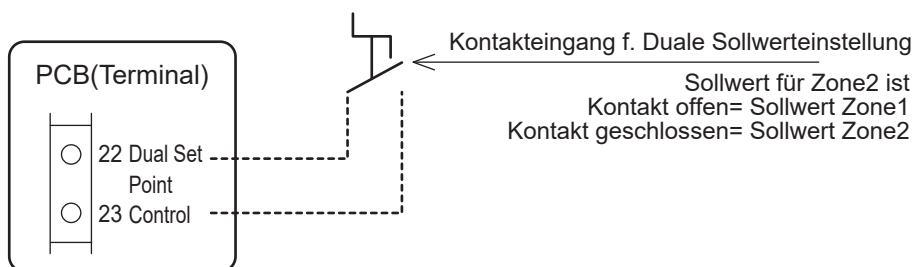 Kontakteingang f. Duale Sollwerteinstellung
PCB(Terminal)
Sollwert für Zone2 ist
Kontakt offen= Sollwert Zone1
Kontakt geschlossen= Sollwert Zone2
22 Dual Set
Point
23 Control